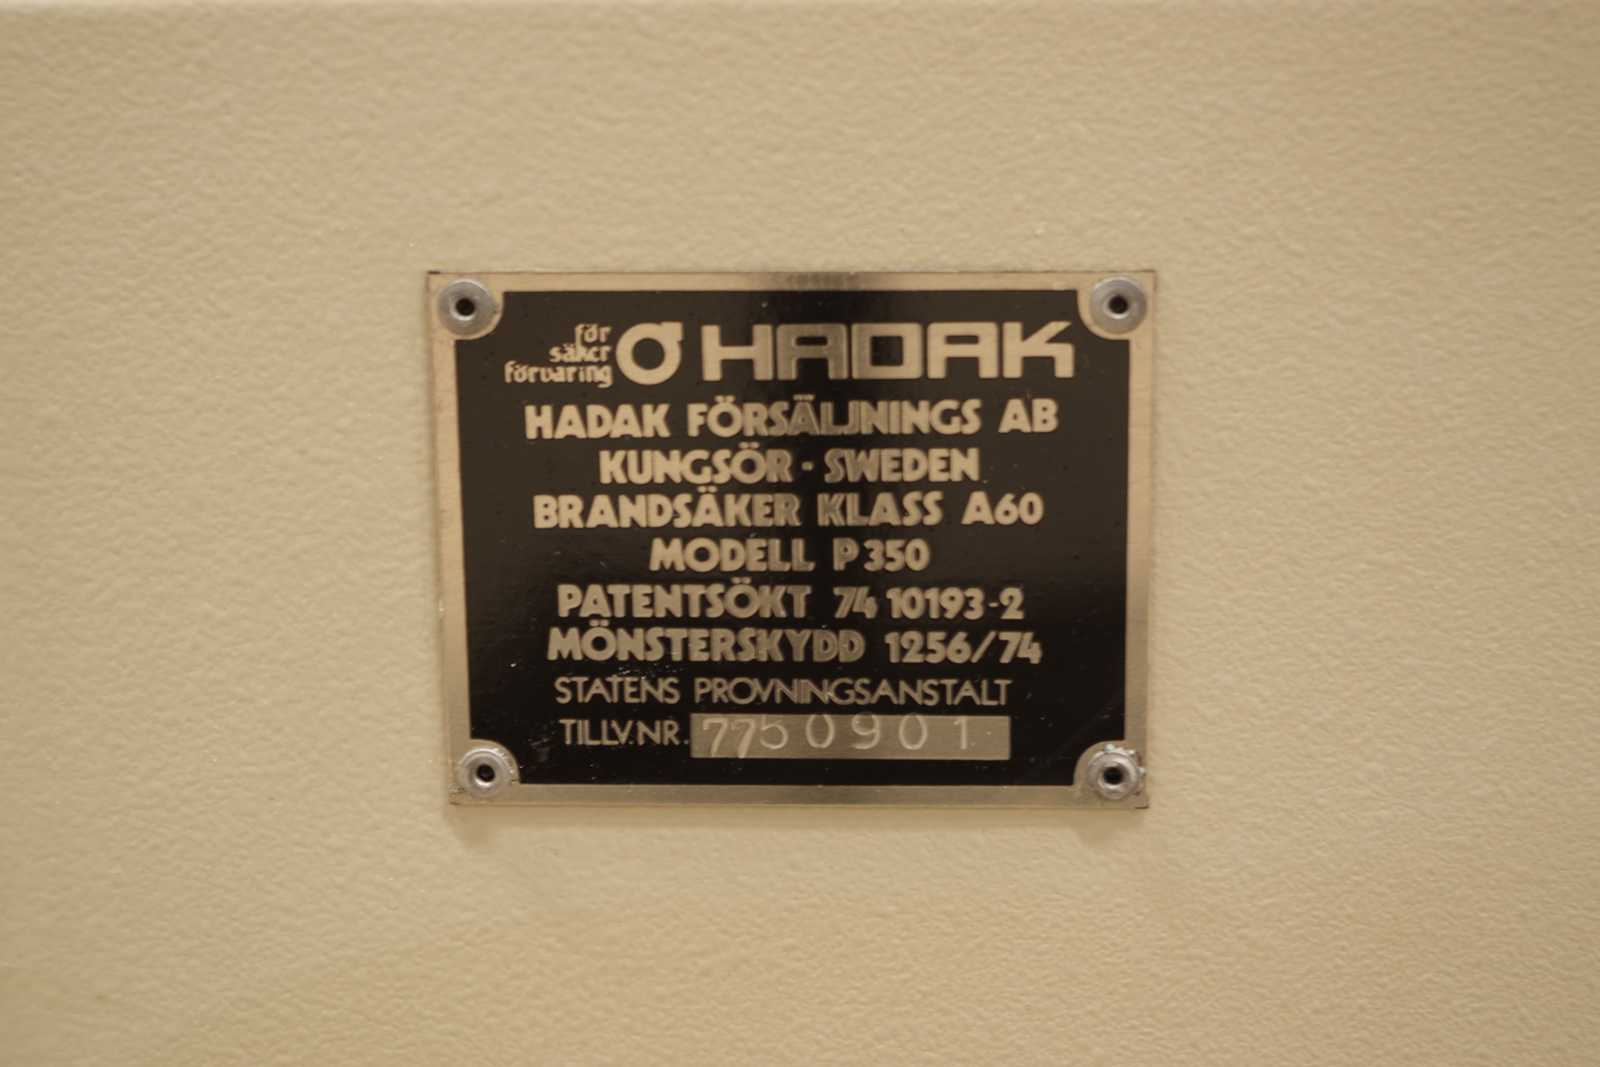 för
säker
förvaring
HADAK
HADAK FÖRSÄLJNINGS AB
KUNGSÖR - SWEDEN
BRANDSÄKER KLASS A60
MODELL P350
PATENTSÖKT 74 10193-2
MÖNSTERSKYDD 1256/74
STATENS PROVNINGSANSTALT
TILLV.NR. 7750901